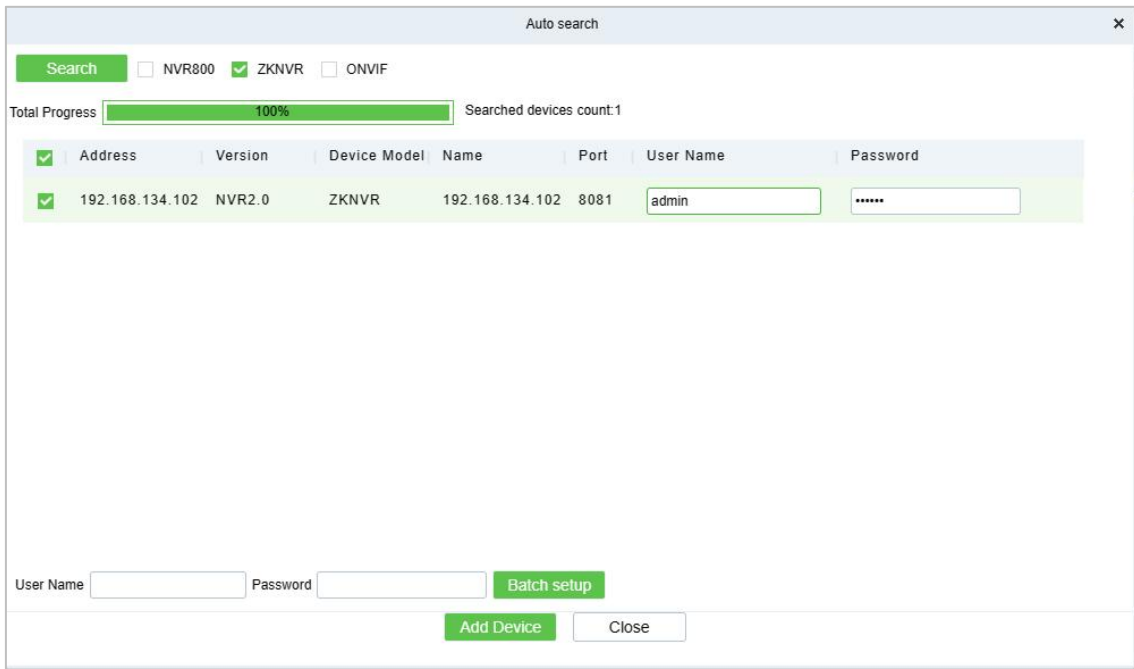 Auto search ×
Search NVR800 ZKNVR ONVIF
Total Progress 100% Searched devices count:1
Address Version Device Model Name Port User Name Password
192.168.134.102 NVR2.0 ZKNVR 192.168.134.102 8081 admin ••••••
User Name Password Batch setup
Add Device Close